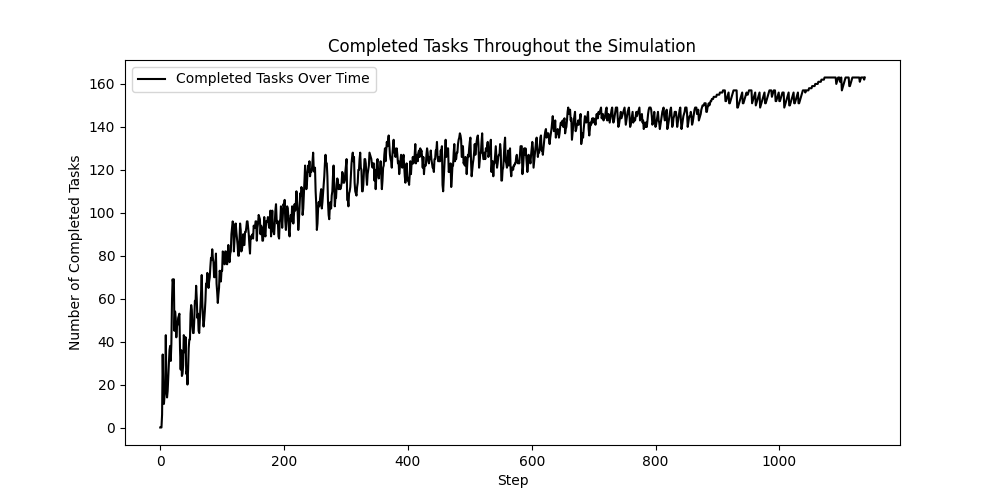 Completed Tasks Throughout the Simulation
Completed Tasks Over Time
Number of Completed Tasks
160
140
120
100
80
60
40
20
0
0 200 400 600 800 1000
Step